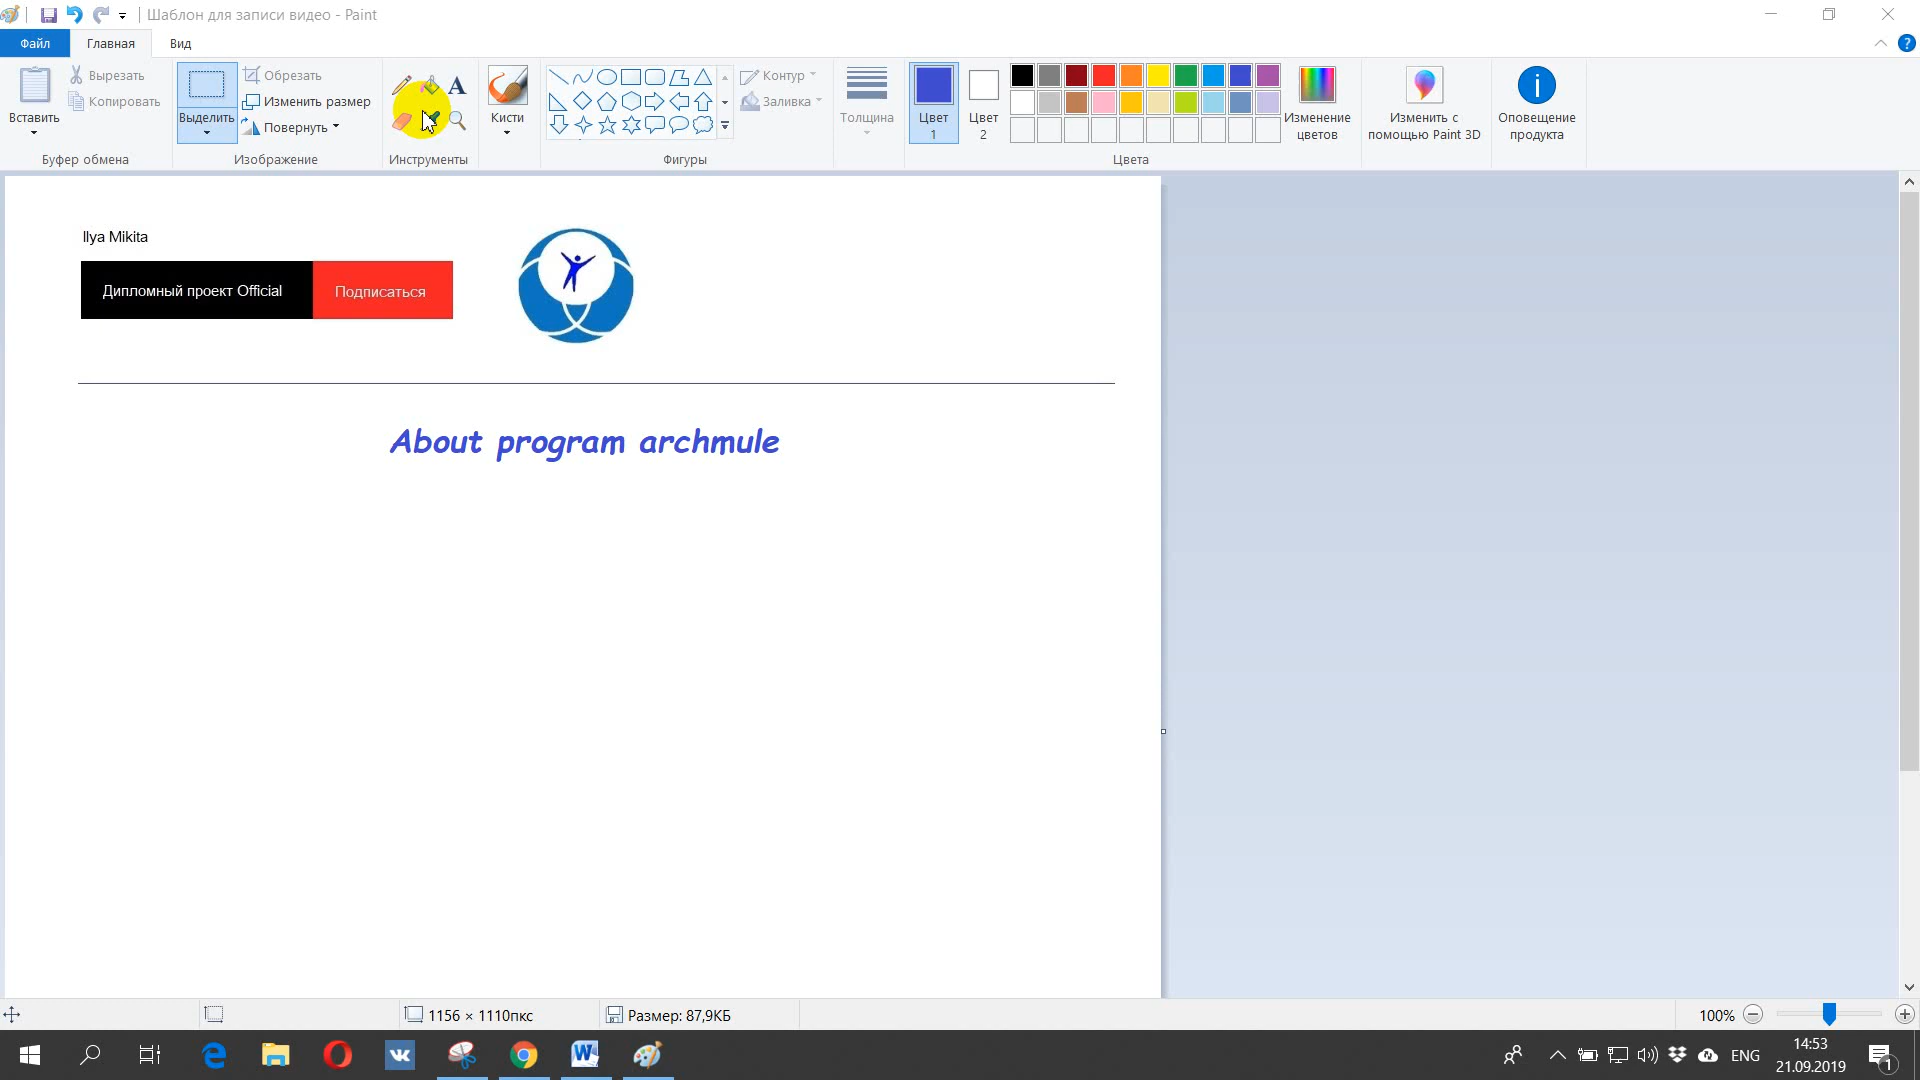 Шаблон для записи видео - Paint
Файл
Главная
Вид
Вставить
Вырезать
Копировать
Буфер обмена
Выделить
Обрезать
Изменить размер
Повернуть
Изображение
A
Инструменты
Кисти
Фигуры
Контур
Заливка
Толщина
Цвет
1
Цвет
2
Цвета
Изменение
цветов
Изменить с
помощью Paint 3D
Оповещение
продукта
Ilya Mikita
Дипломный проект Official
Подписаться
About program archmule
1156 × 1110пкс
Размер: 87,9КБ
100%
ENG
14:53
21.09.2019
1